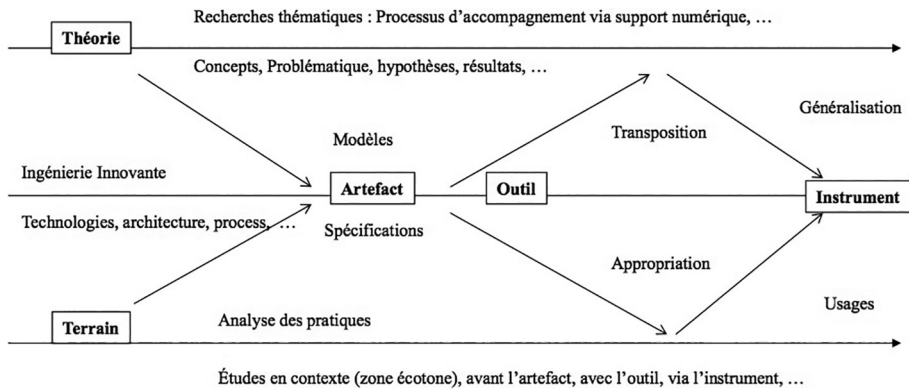 Recherches thématiques : Processus d’accompagnement via support numérique, …
Théorie
Concepts, Problématique, hypothèses, résultats, …
Généralisation
Modèles
Transposition
Ingénierie Innovante
Artefact
Outil
Instrument
Technologies, architecture, process, …
Spécifications
Appropriation
Usages
Terrain
Analyse des pratiques
Études en contexte (zone écotone), avant l’artefact, avec l’outil, via l’instrument, …